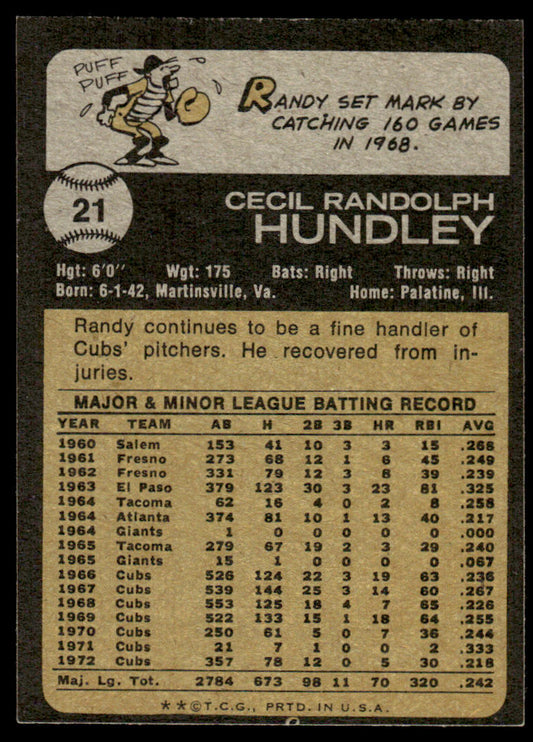 PUFF
PUFF
RANDY SET MARK BY
CATCHING 160 GAMES
IN 1968.
21
CECIL RANDOLPH
HUNDLEY
Hgt: 6'0" Wgt: 175 Bats: Right Throws: Right
Born: 6-1-42, Martinsville, Va. Home: Palatine, Ill.
Randy continues to be a fine handler of
Cubs' pitchers. He recovered from in-
juries.
MAJOR & MINOR LEAGUE BATTING RECORD
YEAR TEAM AB H 2B 3B HR RBI AVG
1960 Salem 153 41 10 3 3 15 .268
1961 Fresno 273 68 12 1 6 45 .249
1962 Fresno 331 79 12 3 8 39 .239
1963 El Paso 379 123 30 3 23 81 .325
1964 Tacoma 62 16 4 0 2 8 .258
1964 Atlanta 374 81 10 1 13 40 .217
1964 Giants 1 0 0 0 0 0 .000
1965 Tacoma 279 67 19 2 3 29 .240
1965 Giants 15 1 0 0 0 0 .067
1966 Cubs 526 124 22 3 19 63 .236
1967 Cubs 539 144 25 3 14 60 .267
1968 Cubs 553 125 18 4 7 65 .226
1969 Cubs 522 133 15 1 18 64 .255
1970 Cubs 250 61 5 0 7 36 .244
1971 Cubs 21 7 1 0 0 2 .333
1972 Cubs 357 78 12 0 5 30 .218
Maj. Lg. Tot. 2784 673 98 11 70 320 .242
**©T.C.G., PRTD. IN U.S.A.